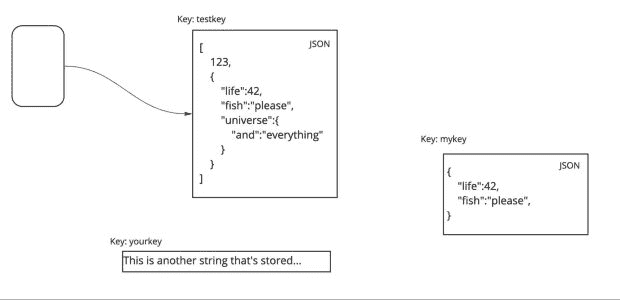 Key: testkey
JSON
[
123,
{
"life":42,
"fish":"please",
"universe":{
"and":"everything"
}
}
]
Key: mykey
JSON
{
"life":42,
"fish":"please",
}
Key: yourkey
This is another string that's stored...